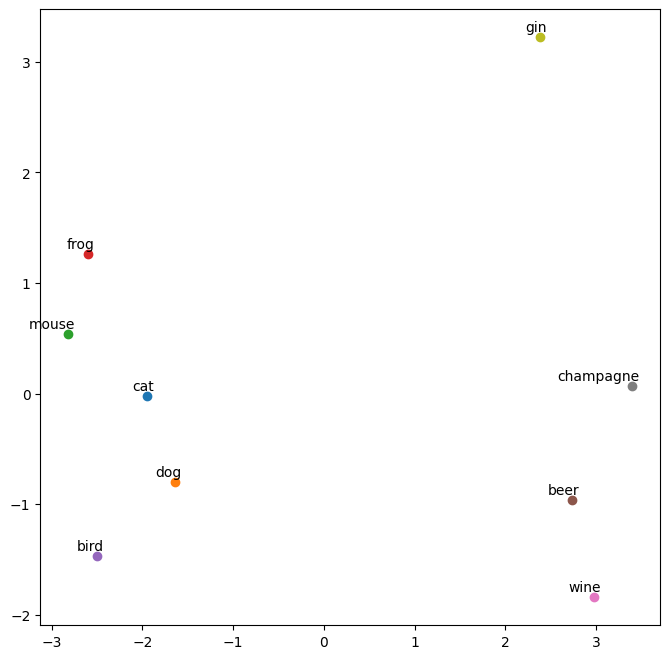 gin
3
2
frog
1
mouse
champagne
cat
0
dog
beer
−1
bird
wine
−2
−3 −2 −1 0 1 2 3